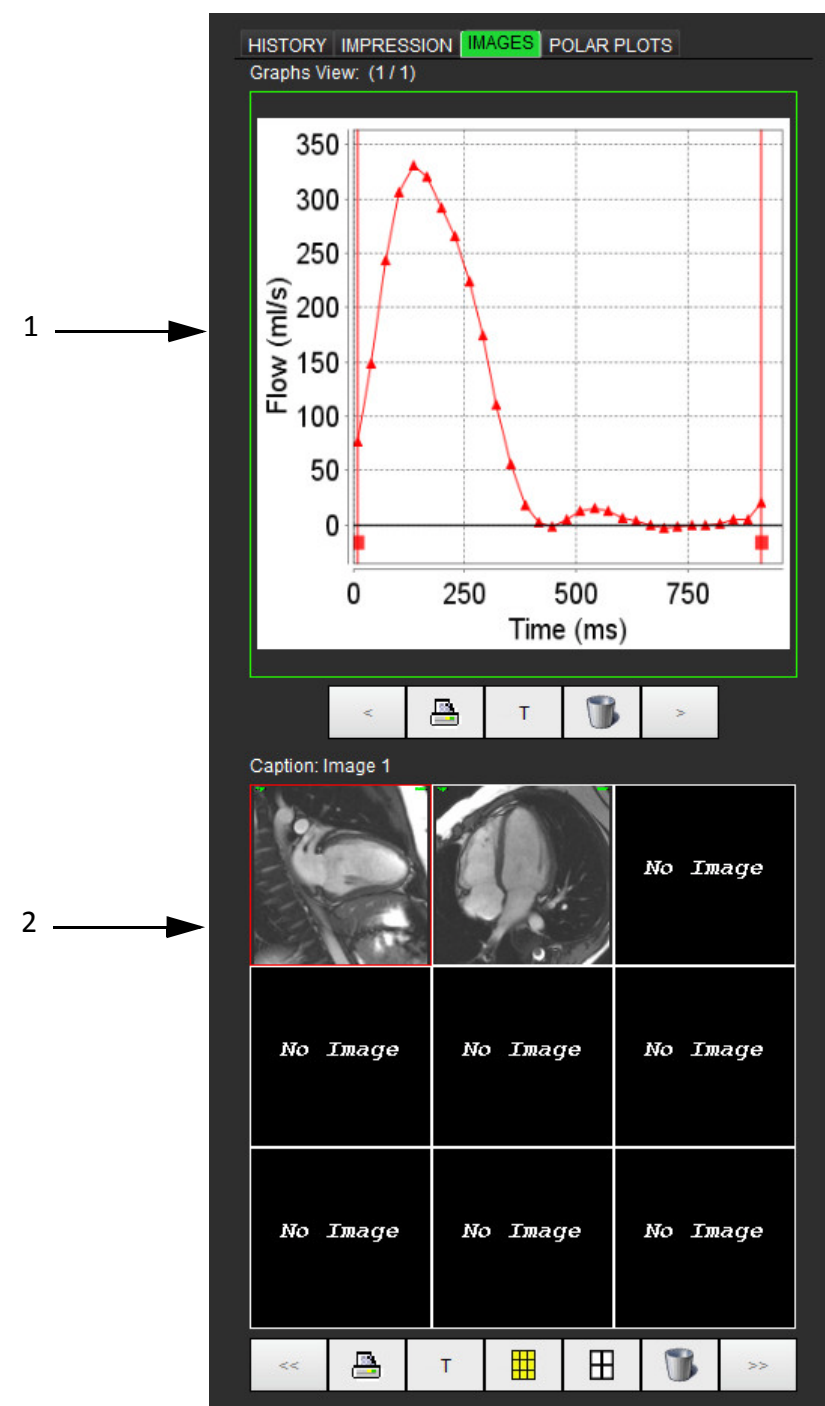 HISTORY IMPRESSION IMAGES POLAR PLOTS
Graphs View: (1 / 1)
350
300
250
200
150
100
50
0
Flow (ml/s)
0 250 500 750
Time (ms)
1
< T >
Caption: Image 1
No Image
2
No Image No Image No Image
No Image No Image No Image
<< T >>